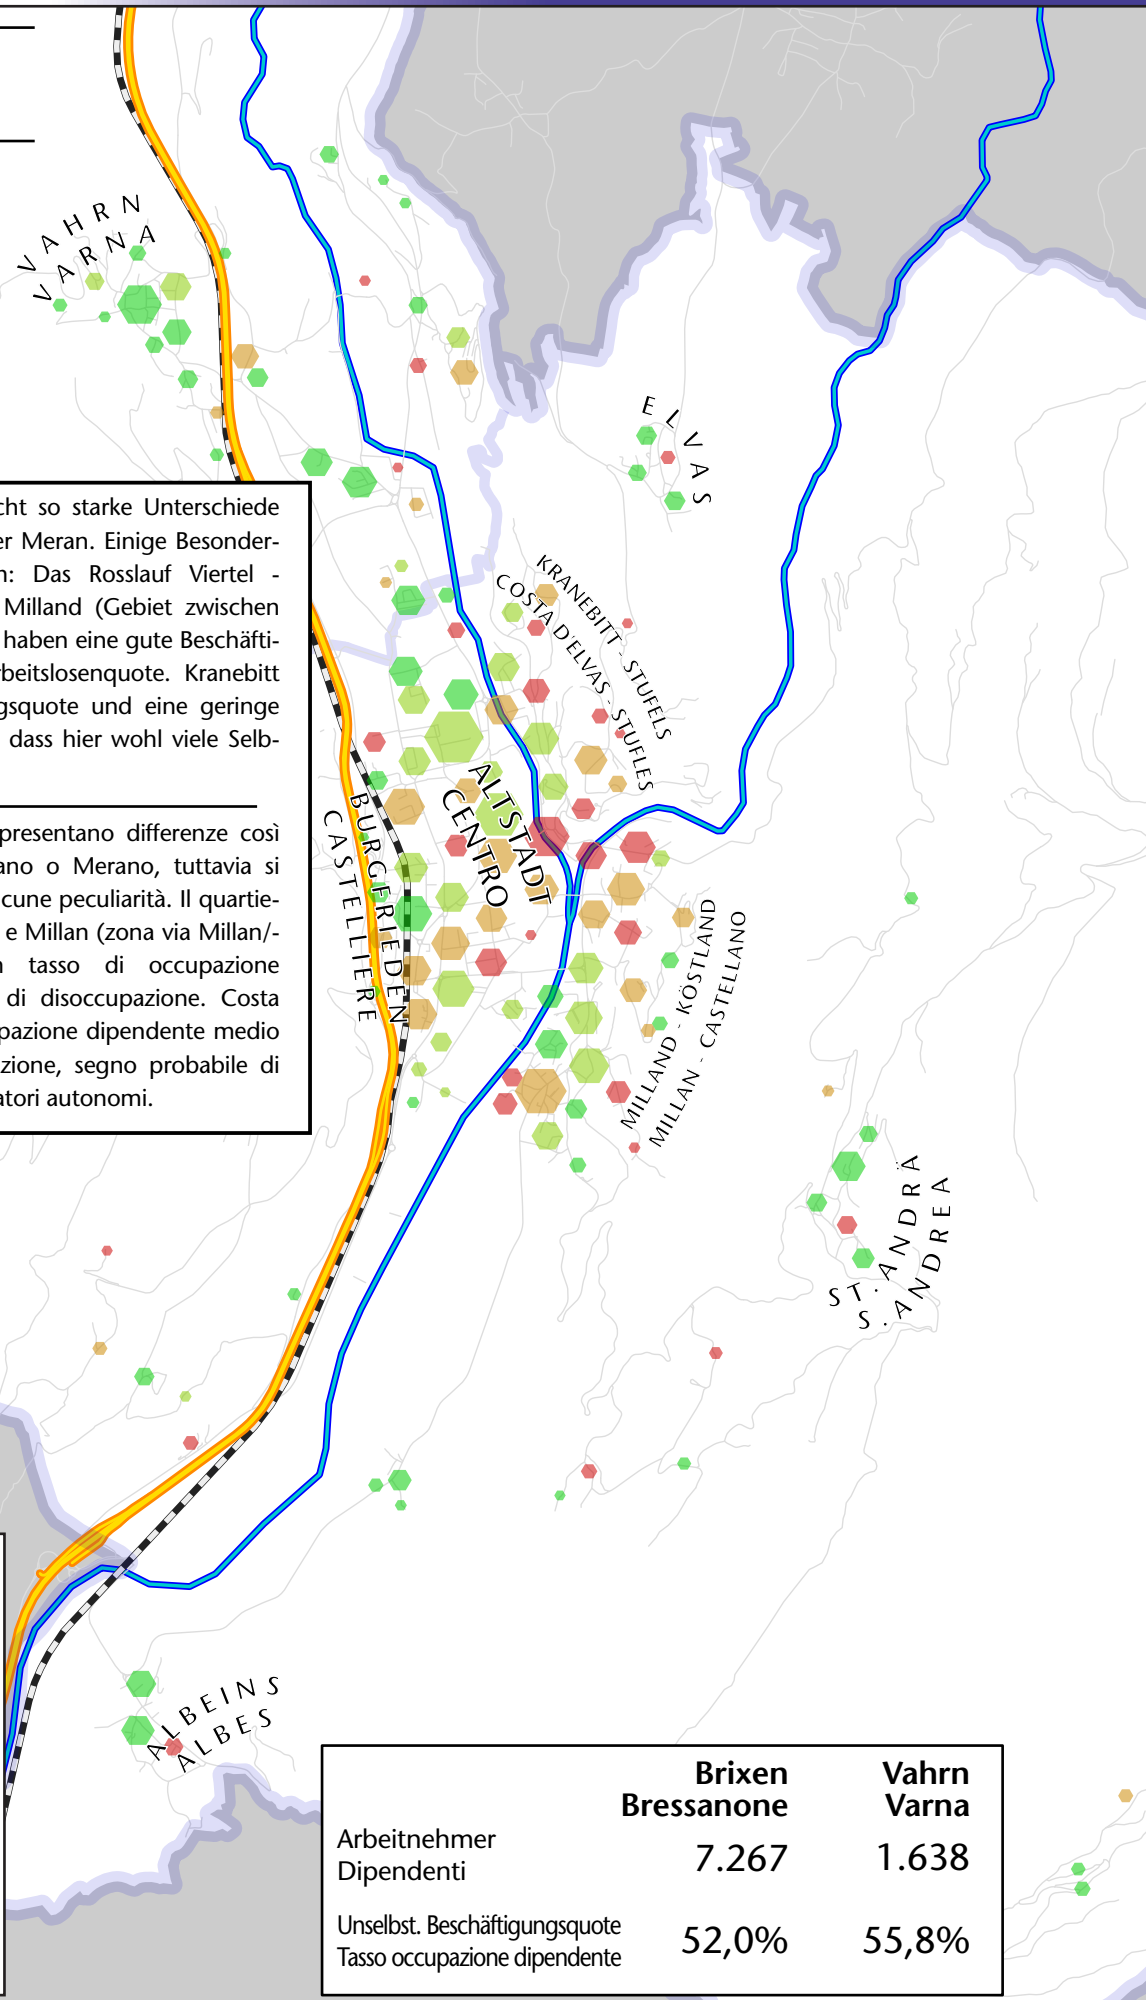 VAHRN
VARNA
ELVAS
cht so starke Unterschiede
er Meran. Einige Besonder-
n: Das Rosslauf Viertel -
Milland (Gebiet zwischen
haben eine gute Beschäfti-
rbeitslosenquote. Kranebitt
gsquote und eine geringe
dass hier wohl viele Selb-
presentano differenze così
ano o Merano, tuttavia si
cune peculiarità. Il quartie-
e Millan (zona via Millan/-
n tasso di occupazione
di disoccupazione. Costa
pazione dipendente medio
zione, segno probabile di
atori autonomi.
KRANEBITT - STUFELS
COSTA D'ELVAS - STUFLES
ALTSTADT
CENTRO
BURGFRIEDEN
CASTELLIERE
MILLAND - KÖSTLAND
MILLAN - CASTELLANO
ST. ANDRÄ
S. ANDREA
ALBEINS
ALBES
Brixen Vahrn
Bressanone Varna
Arbeitnehmer
Dipendenti 7.267 1.638
Unselbst. Beschäftigungsquote
Tasso occupazione dipendente 52,0% 55,8%